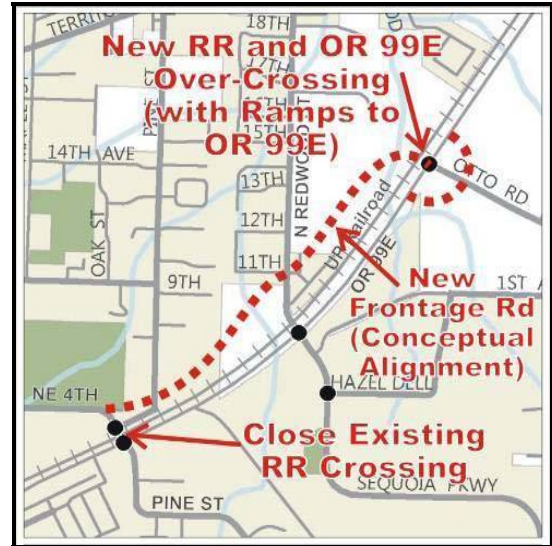 18TH
TERRITO
New RR and OR 99E
17TH
Over-Crossing
(with Ramps to
OR 99E)
15TH
14TH AVE
OTTO RD
13TH
N REDWOOD ST
OAK ST
12TH
UP Railroad
11TH
OR 99E
9TH
New
1ST A
Frontage Rd
(Conceptual
Alignment)
HAZEL DELL
NE 4TH
Close Existing
RR Crossing
SEQUOIA PKWY
PINE ST